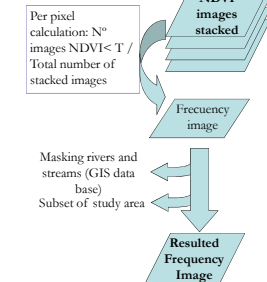 NDVI
images
stacked
Per pixel
calculation: Nº
images NDVI< T /
Total number of
stacked images
Frecuency
image
Masking rivers and
streams (GIS data
base)
Subset of study area
Resulted
Frequency
Image